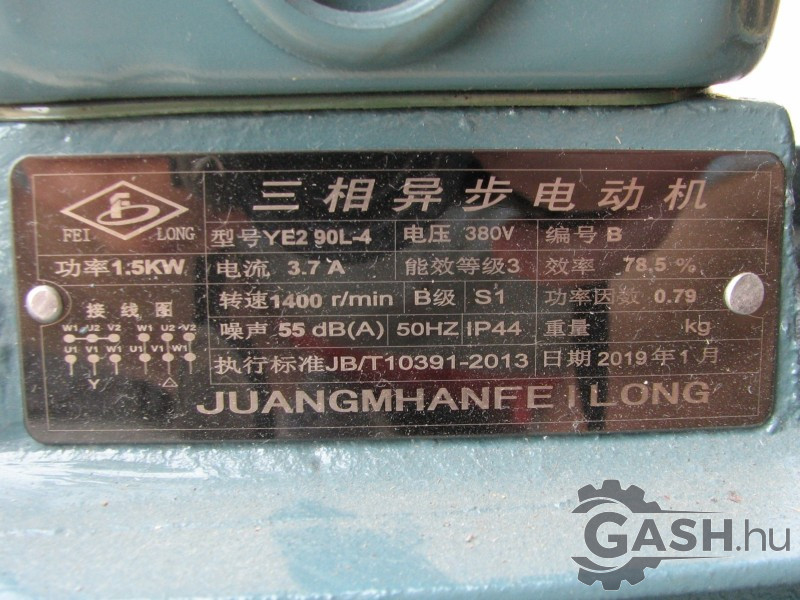 三相异步电动机
F
FEI LONG
型号YE2 90L-4 电压 380V 编号 B
功率1.5KW 电流 3.7 A 能效等级3 效率 78.5 %
转速1400 r/min B级 S1 功率因数 0.79
接线图
噪声 55 dB(A) 50HZ IP44 重量 kg
W1 U2 V2 W1 U2 V2
U1 V1 W1 U1 V1 W1
Y △
执行标准JB/T10391-2013 日期 2019年1月
JUANGMHANFEILONG
GASH.hu